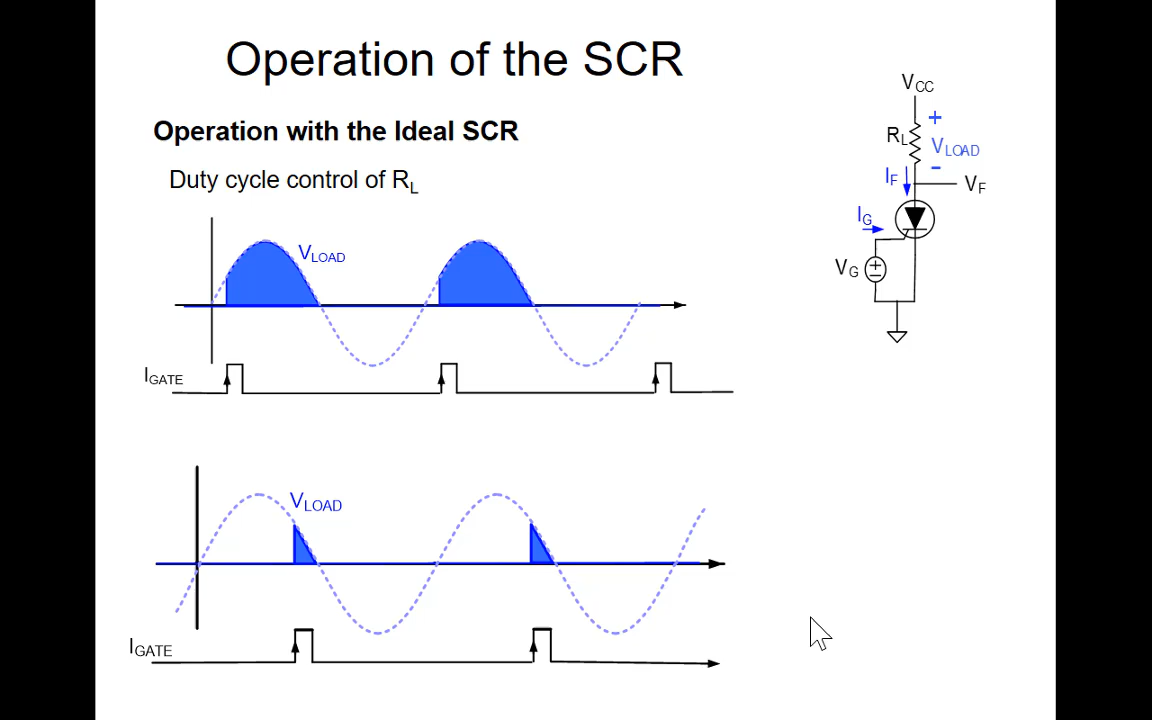 Operation of the SCR
Operation with the Ideal SCR
Duty cycle control of RL
VLOAD
IGATE
VLOAD
IGATE
VCC
+
RL
VLOAD
-
IF
VF
IG
VG